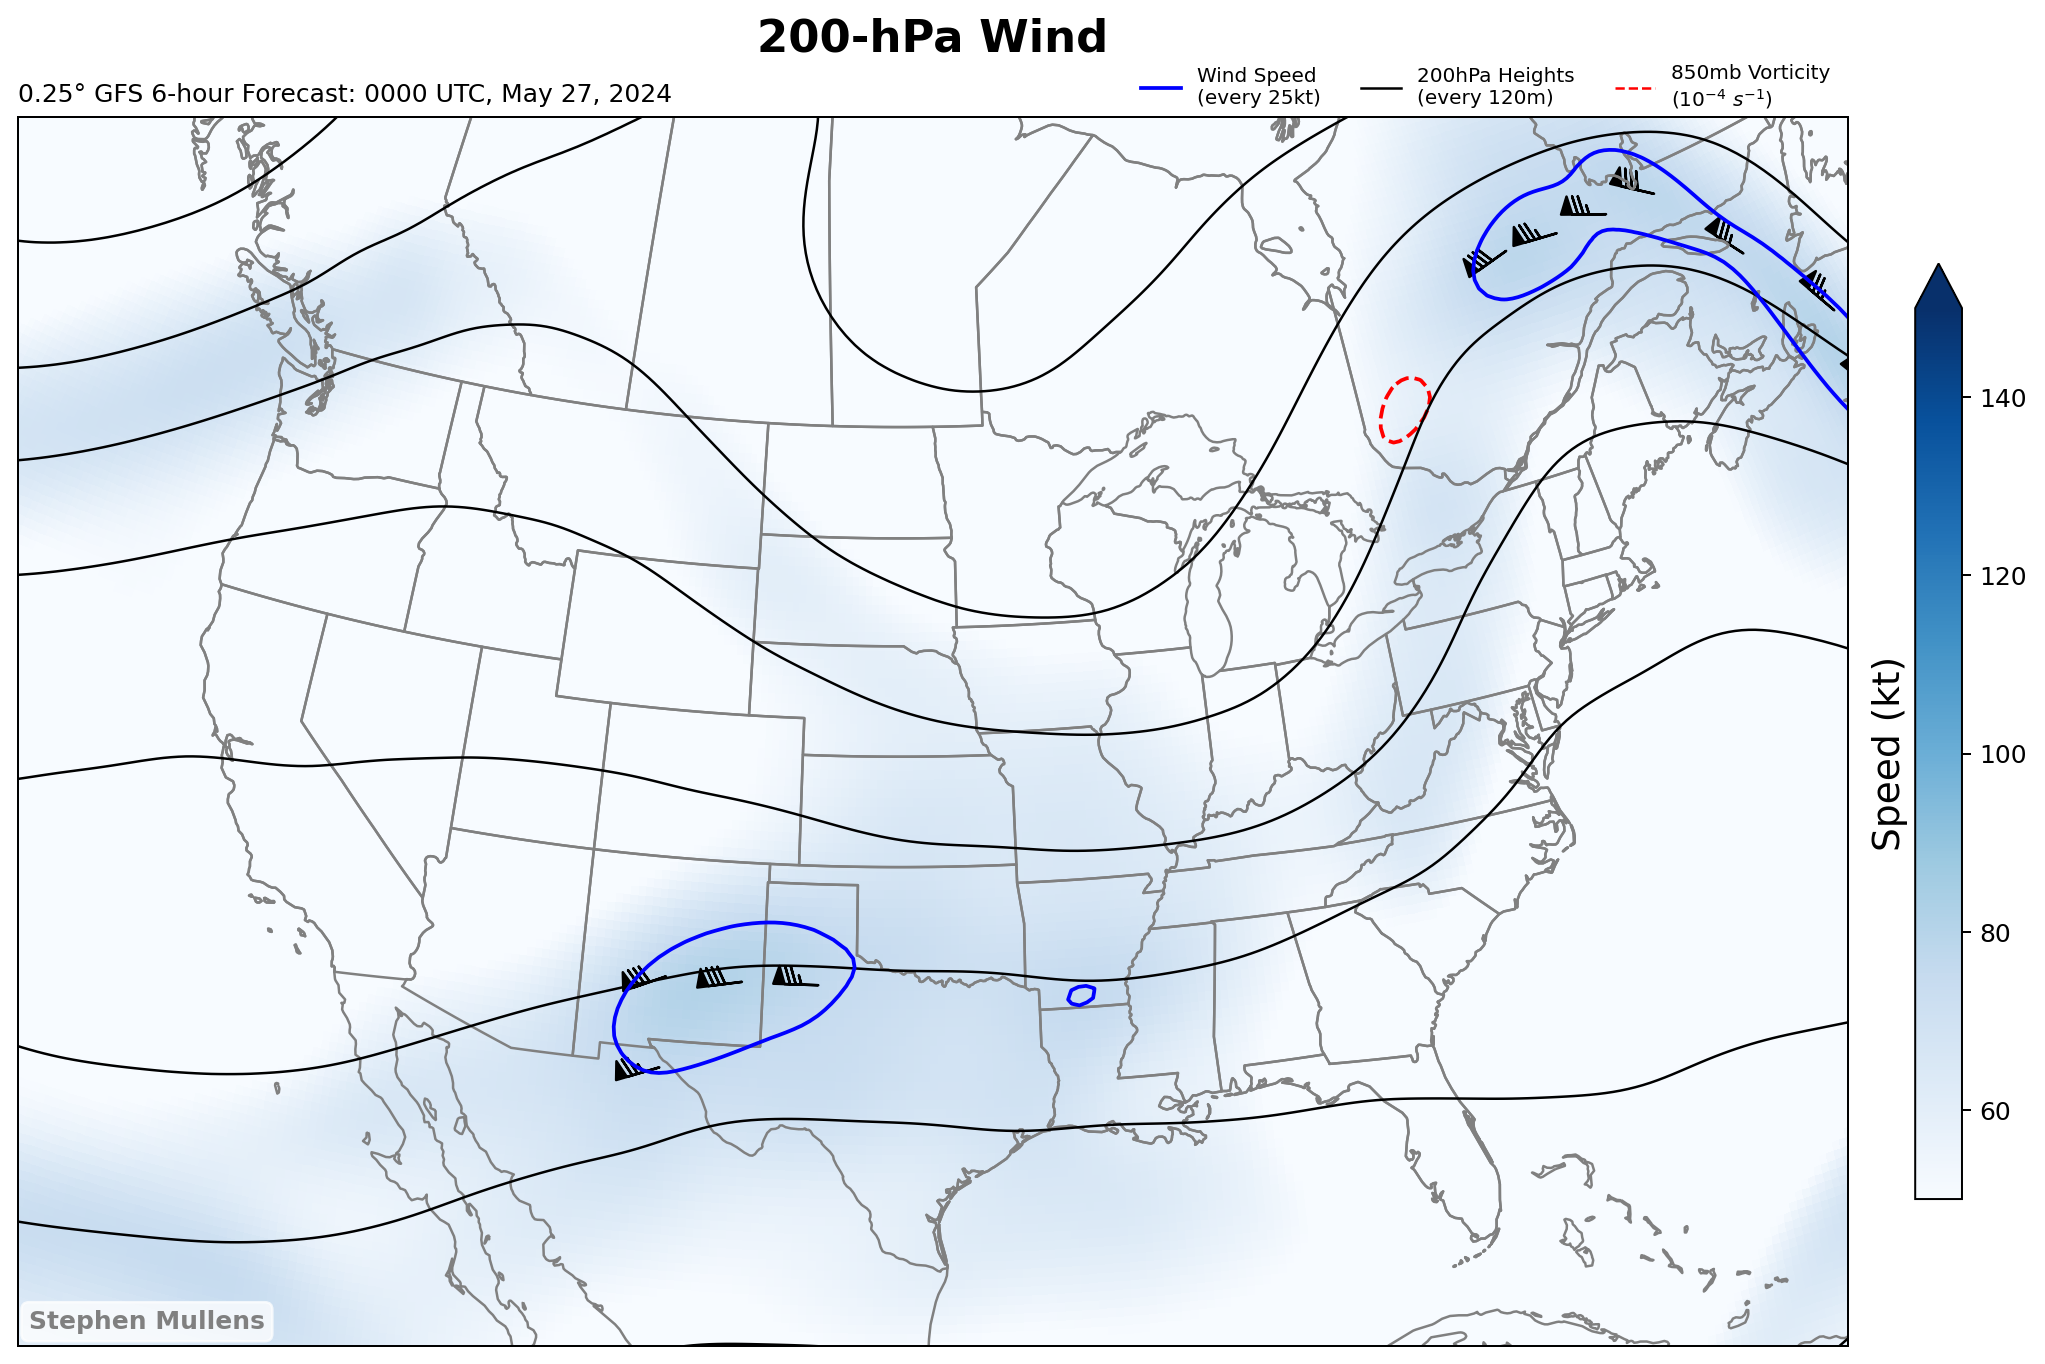 200-hPa Wind
0.25° GFS 6-hour Forecast: 0000 UTC, May 27, 2024
Wind Speed
(every 25kt)
200hPa Heights
(every 120m)
850mb Vorticity
(10⁻⁴ s⁻¹)
140
120
100
80
60
Speed (kt)
Stephen Mullens